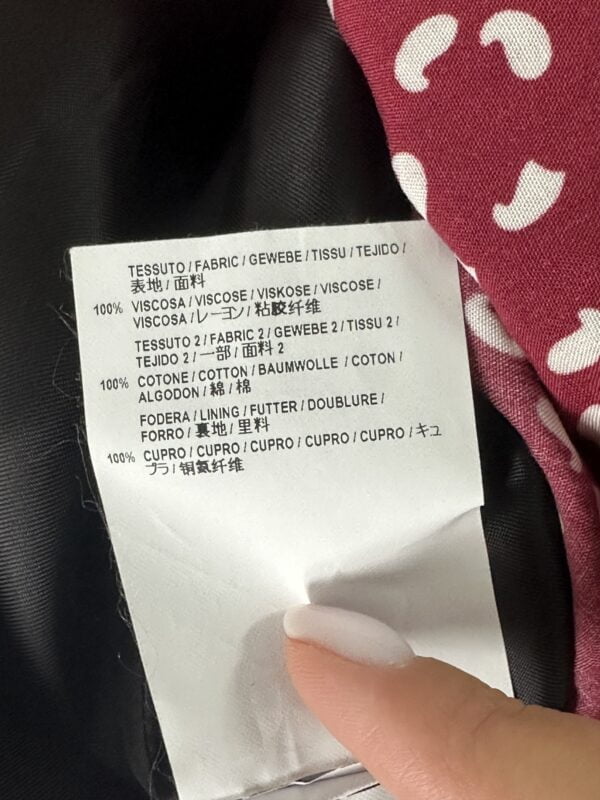 TESSUTO / FABRIC / GEWEBE / TISSU / TEJIDO /
表地 / 面料
100% VISCOSA / VISCOSE / VISKOSE / VISCOSE /
VISCOSA / レーヨン / 粘胶纤维
TESSUTO 2 / FABRIC 2 / GEWEBE 2 / TISSU 2 /
TEJIDO 2 / 一部 / 面料 2
100% COTONE / COTTON / BAUMWOLLE / COTON /
ALGODON / 綿 / 棉
FODERA / LINING / FUTTER / DOUBLURE /
FORRO / 裏地 / 里料
100% CUPRO / CUPRO / CUPRO / CUPRO / CUPRO / キュ
プラ / 铜氨纤维